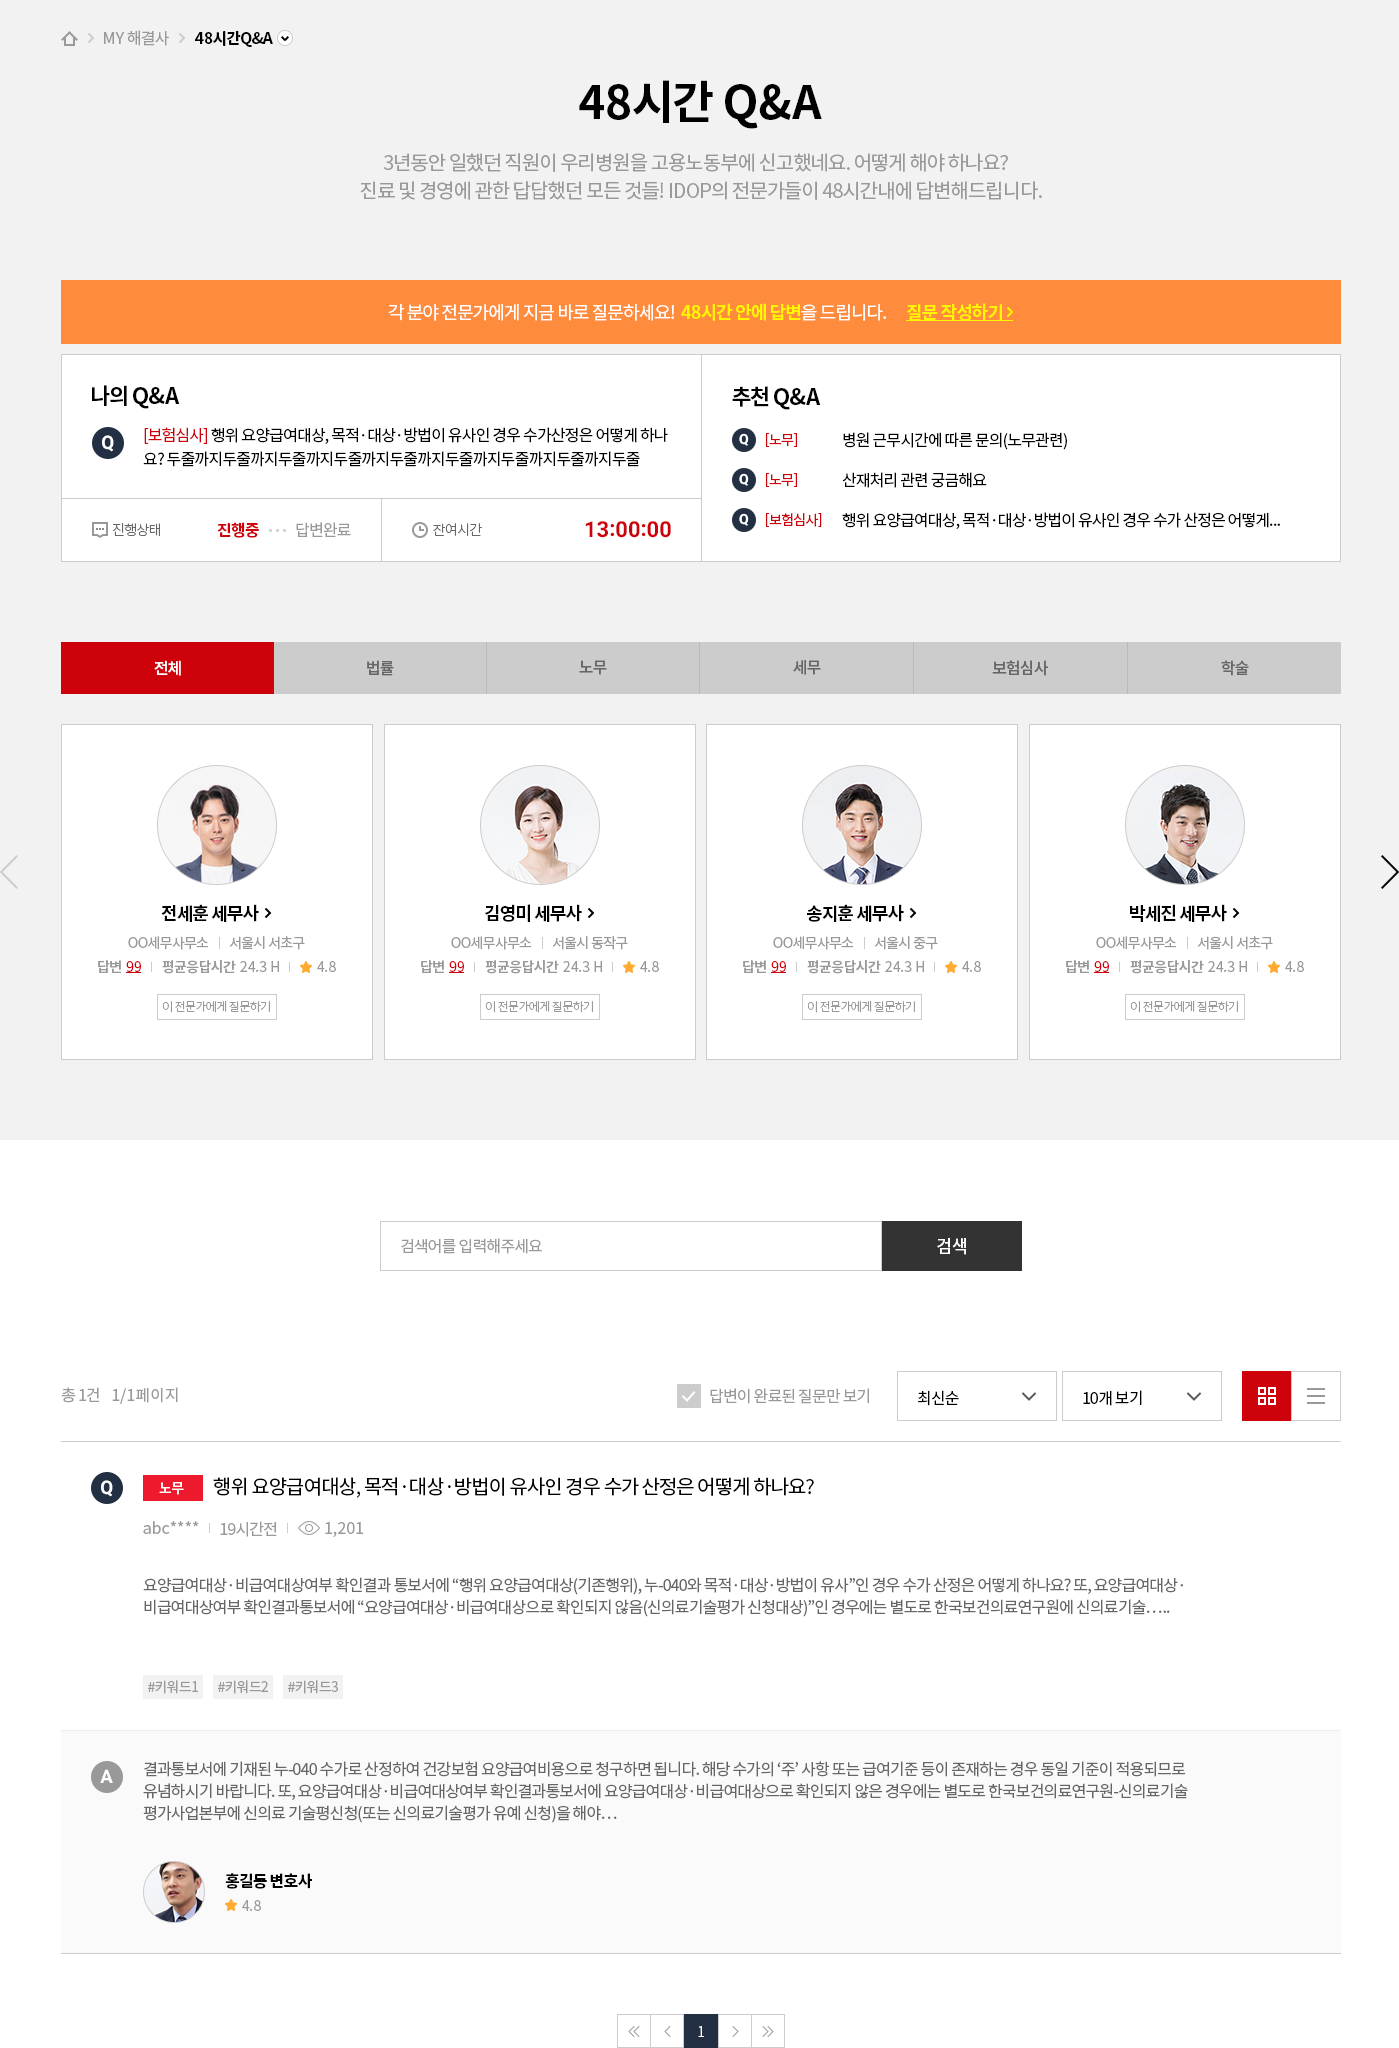 MY 해결사 48시간Q&A
48시간 Q&A
3년동안 일했던 직원이 우리병원을 고용노동부에 신고했네요. 어떻게 해야 하나요?
진료 및 경영에 관한 답답했던 모든 것들! IDOP의 전문가들이 48시간내에 답변해드립니다.
각 분야 전문가에게 지금 바로 질문하세요! 48시간 안에 답변을 드립니다. 질문 작성하기 >
나의 Q&A
Q [보험심사] 행위 요양급여대상, 목적·대상·방법이 유사인 경우 수가산정은 어떻게 하나
요? 두줄까지두줄까지두줄까지두줄까지두줄까지두줄까지두줄까지두줄까지두줄
진행상태 진행중 ··· 답변완료
잔여시간 13:00:00
추천 Q&A
Q [노무] 병원 근무시간에 따른 문의(노무관련)
Q [노무] 산재처리 관련 궁금해요
Q [보험심사] 행위 요양급여대상, 목적·대상·방법이 유사인 경우 수가 산정은 어떻게...
전체 법률 노무 세무 보험심사 학술
전세훈 세무사 >
OO세무사무소 서울시 서초구
답변 99 평균응답시간 24.3 H 4.8
이 전문가에게 질문하기
김영미 세무사 >
OO세무사무소 서울시 동작구
답변 99 평균응답시간 24.3 H 4.8
이 전문가에게 질문하기
송지훈 세무사 >
OO세무사무소 서울시 중구
답변 99 평균응답시간 24.3 H 4.8
이 전문가에게 질문하기
박세진 세무사 >
OO세무사무소 서울시 서초구
답변 99 평균응답시간 24.3 H 4.8
이 전문가에게 질문하기
검색어를 입력해주세요 검색
총 1건 1/1페이지 답변이 완료된 질문만 보기 최신순 10개 보기
Q 노무 행위 요양급여대상, 목적·대상·방법이 유사인 경우 수가 산정은 어떻게 하나요?
abc**** 19시간전 1,201
요양급여대상·비급여대상여부 확인결과 통보서에 “행위 요양급여대상(기존행위), 누-040와 목적·대상·방법이 유사”인 경우 수가 산정은 어떻게 하나요? 또, 요양급여대상·
비급여대상여부 확인결과통보서에 “요양급여대상·비급여대상으로 확인되지 않음(신의료기술평가 신청대상)”인 경우에는 별도로 한국보건의료연구원에 신의료기술…..
#키워드1 #키워드2 #키워드3
A 결과통보서에 기재된 누-040 수가로 산정하여 건강보험 요양급여비용으로 청구하면 됩니다. 해당 수가의 ‘주’ 사항 또는 급여기준 등이 존재하는 경우 동일 기준이 적용되므로
유념하시기 바랍니다. 또, 요양급여대상·비급여대상여부 확인결과통보서에 요양급여대상·비급여대상으로 확인되지 않은 경우에는 별도로 한국보건의료연구원-신의료기술
평가사업본부에 신의료 기술평신청(또는 신의료기술평가 유예 신청)을 해야…
홍길동 변호사
4.8
1